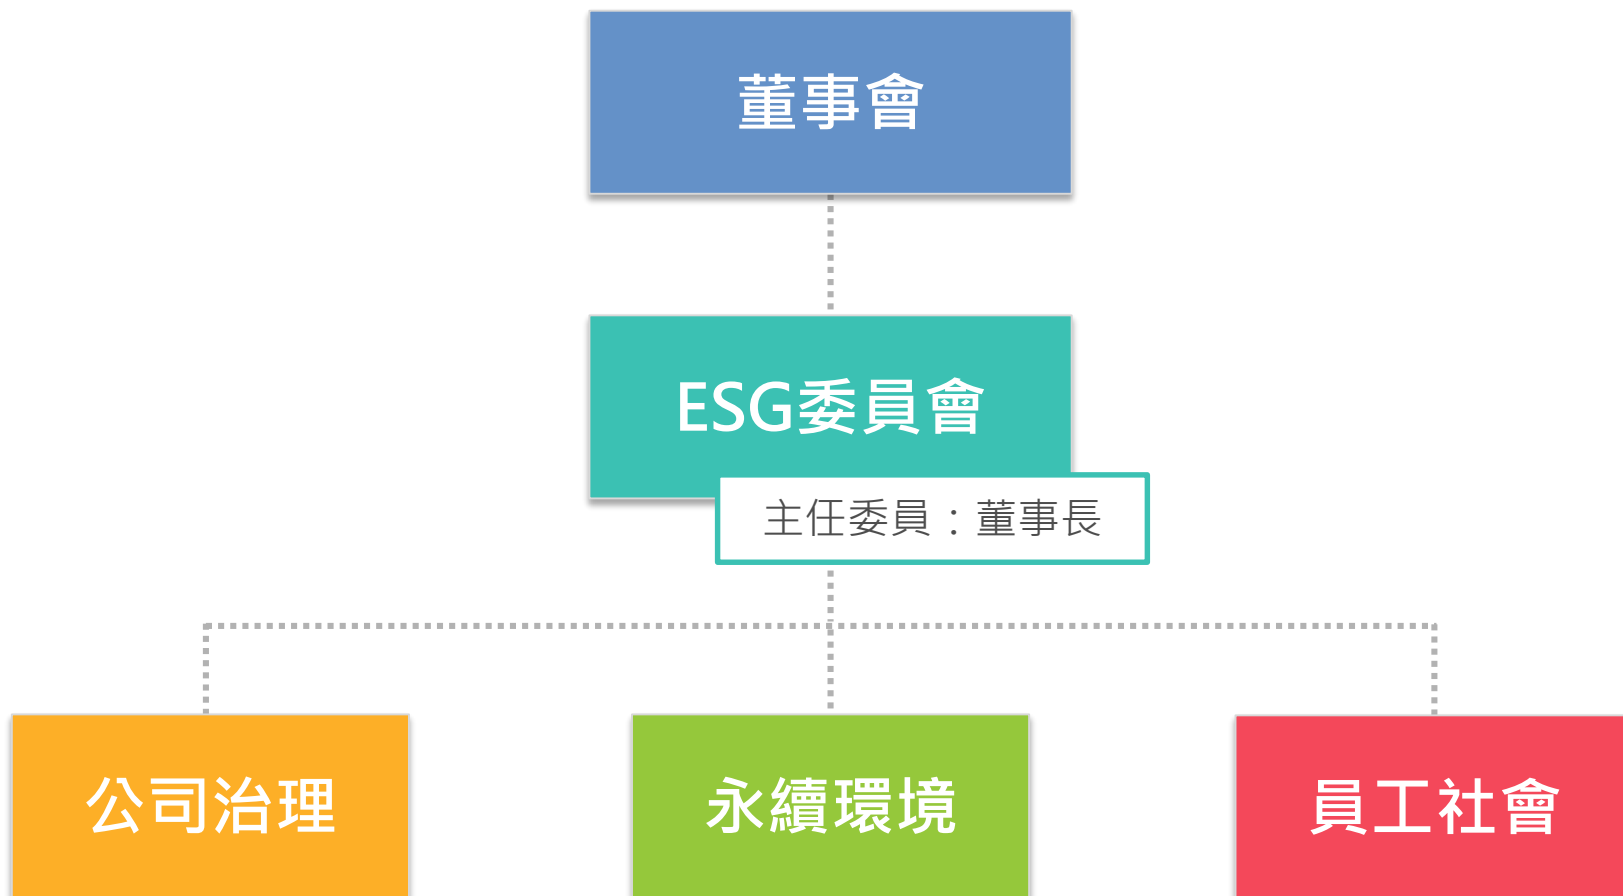 董事會
ESG委員會
主任委員：董事長
公司治理
永續環境
員工社會